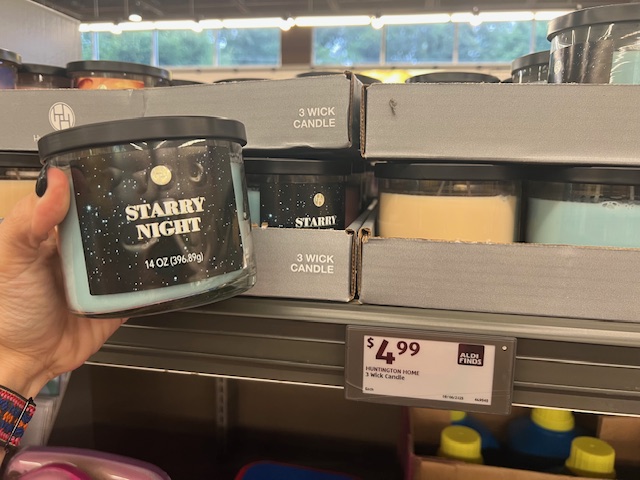 3 WICK
CANDLE
STARRY
NIGHT
14 OZ (396.89g)
STARRY
3 WICK
CANDLE
$4.99
ALDI
FINDS
HUNTINGTON HOME
3 Wick Candle